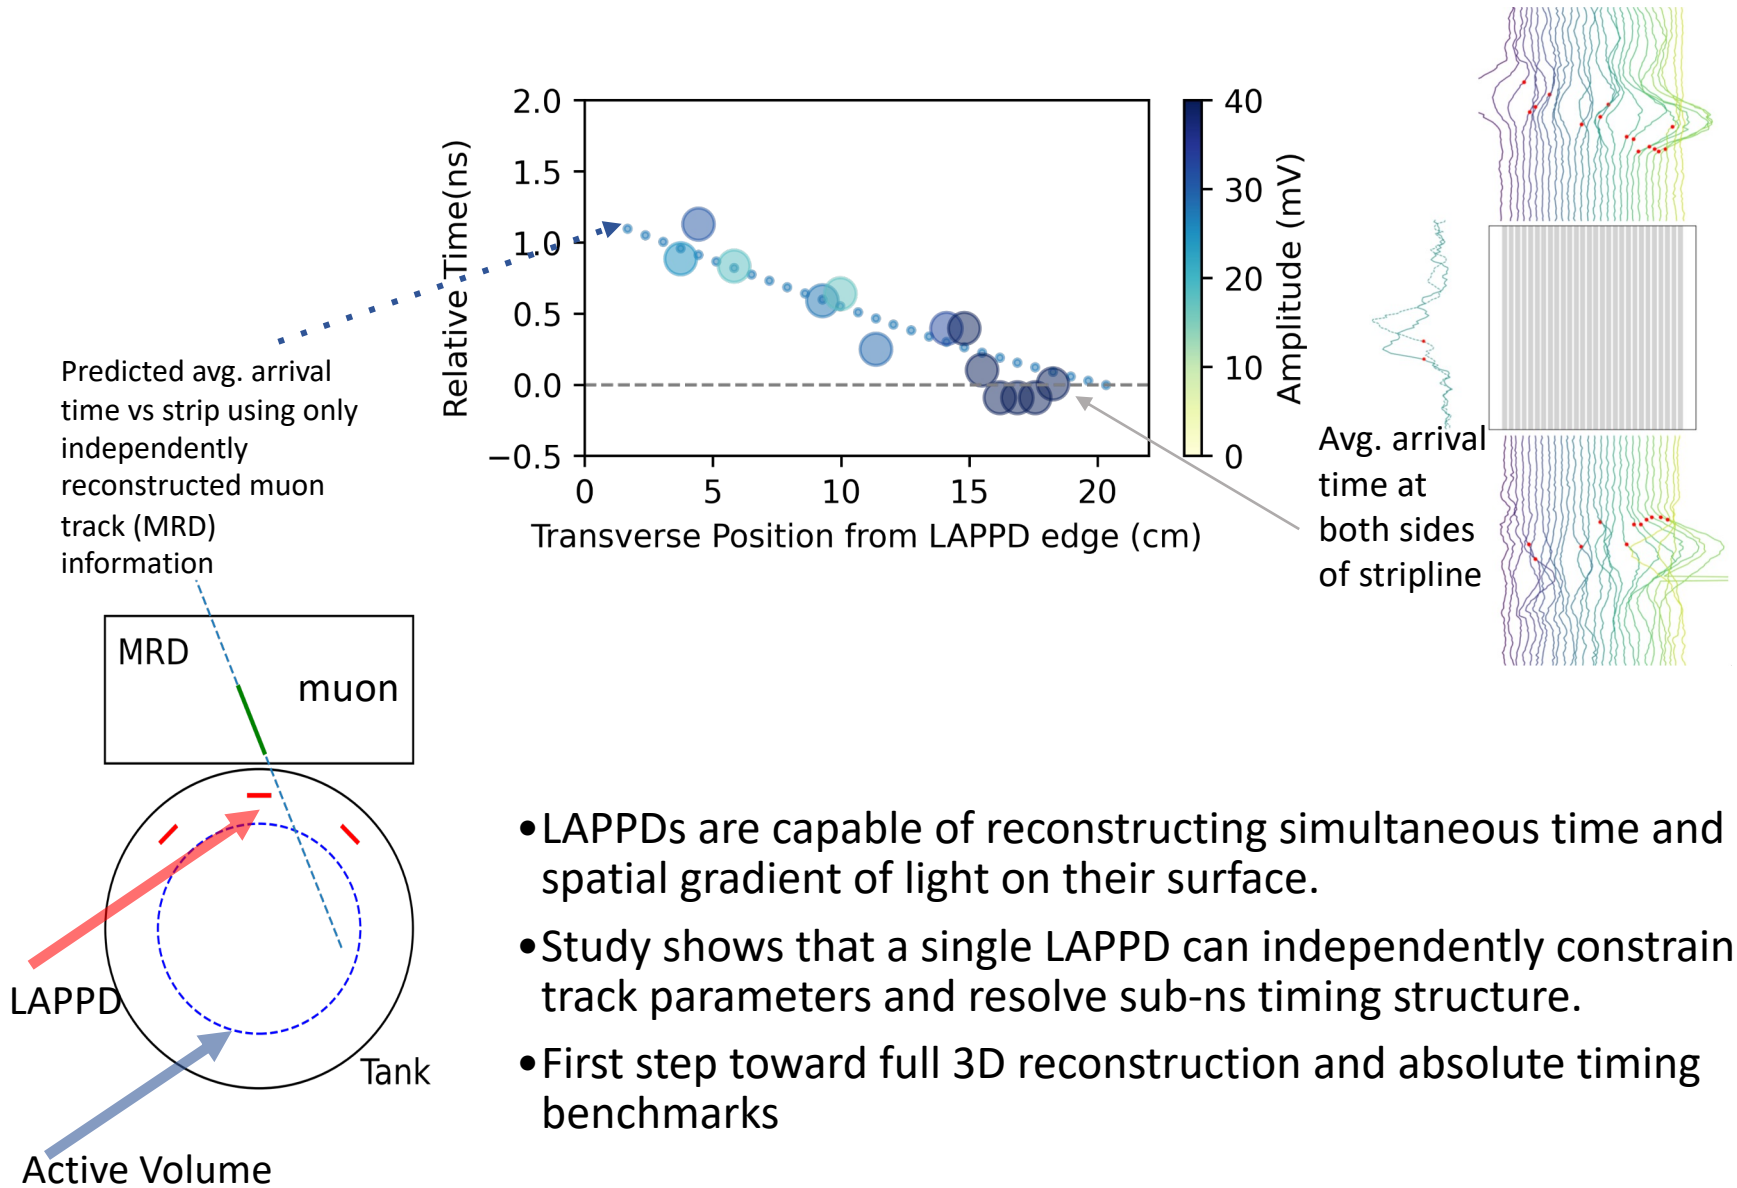 2.0
1.5
1.0
0.5
0.0
−0.5
Relative Time(ns)
0
5
10
15
20
Transverse Position from LAPPD edge (cm)
40
30
20
10
0
Amplitude (mV)
Predicted avg. arrival
time vs strip using only
independently
reconstructed muon
track (MRD)
information
Avg. arrival
time at
both sides
of stripline
MRD
muon
LAPPD
Tank
Active Volume
•LAPPDs are capable of reconstructing simultaneous time and
spatial gradient of light on their surface.
•Study shows that a single LAPPD can independently constrain
track parameters and resolve sub-ns timing structure.
•First step toward full 3D reconstruction and absolute timing
benchmarks